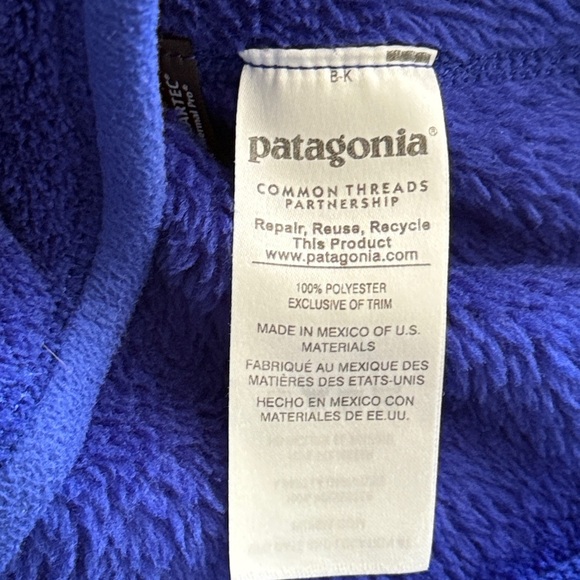 B-K
patagonia®
COMMON THREADS
PARTNERSHIP
Repair, Reuse, Recycle
This Product
www.patagonia.com
100% POLYESTER
EXCLUSIVE OF TRIM
MADE IN MEXICO OF U.S.
MATERIALS
FABRIQUÉ AU MEXIQUE DES
MATIÈRES DES ETATS-UNIS
HECHO EN MEXICO CON
MATERIALES DE EE.UU.